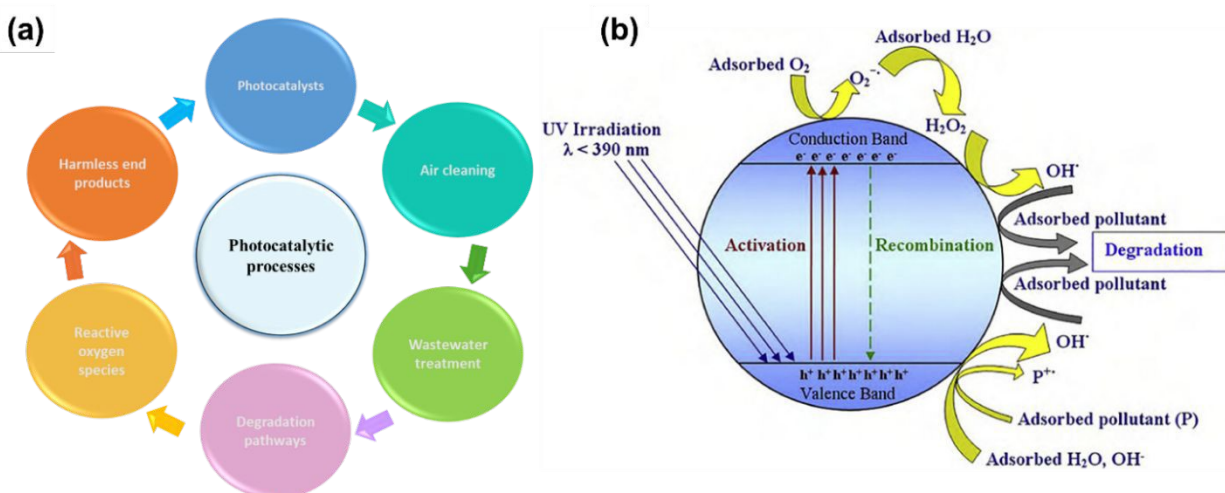 (a)
Photocatalysts
Air cleaning
Wastewater
treatment
Degradation
pathways
Reactive
oxygen
species
Harmless end
products
Photocatalytic
processes
(b)
Adsorbed H₂O
Adsorbed O₂
O₂⁻·
H₂O₂
UV Irradiation
λ < 390 nm
Conduction Band
e⁻ e⁻ e⁻ e⁻ e⁻ e⁻ e⁻
OH·
Adsorbed pollutant
Activation
Recombination
Degradation
Adsorbed pollutant
OH·
h⁺ h⁺ h⁺ h⁺ h⁺ h⁺ h⁺
Valence Band
P⁺·
Adsorbed pollutant (P)
Adsorbed H₂O, OH⁻